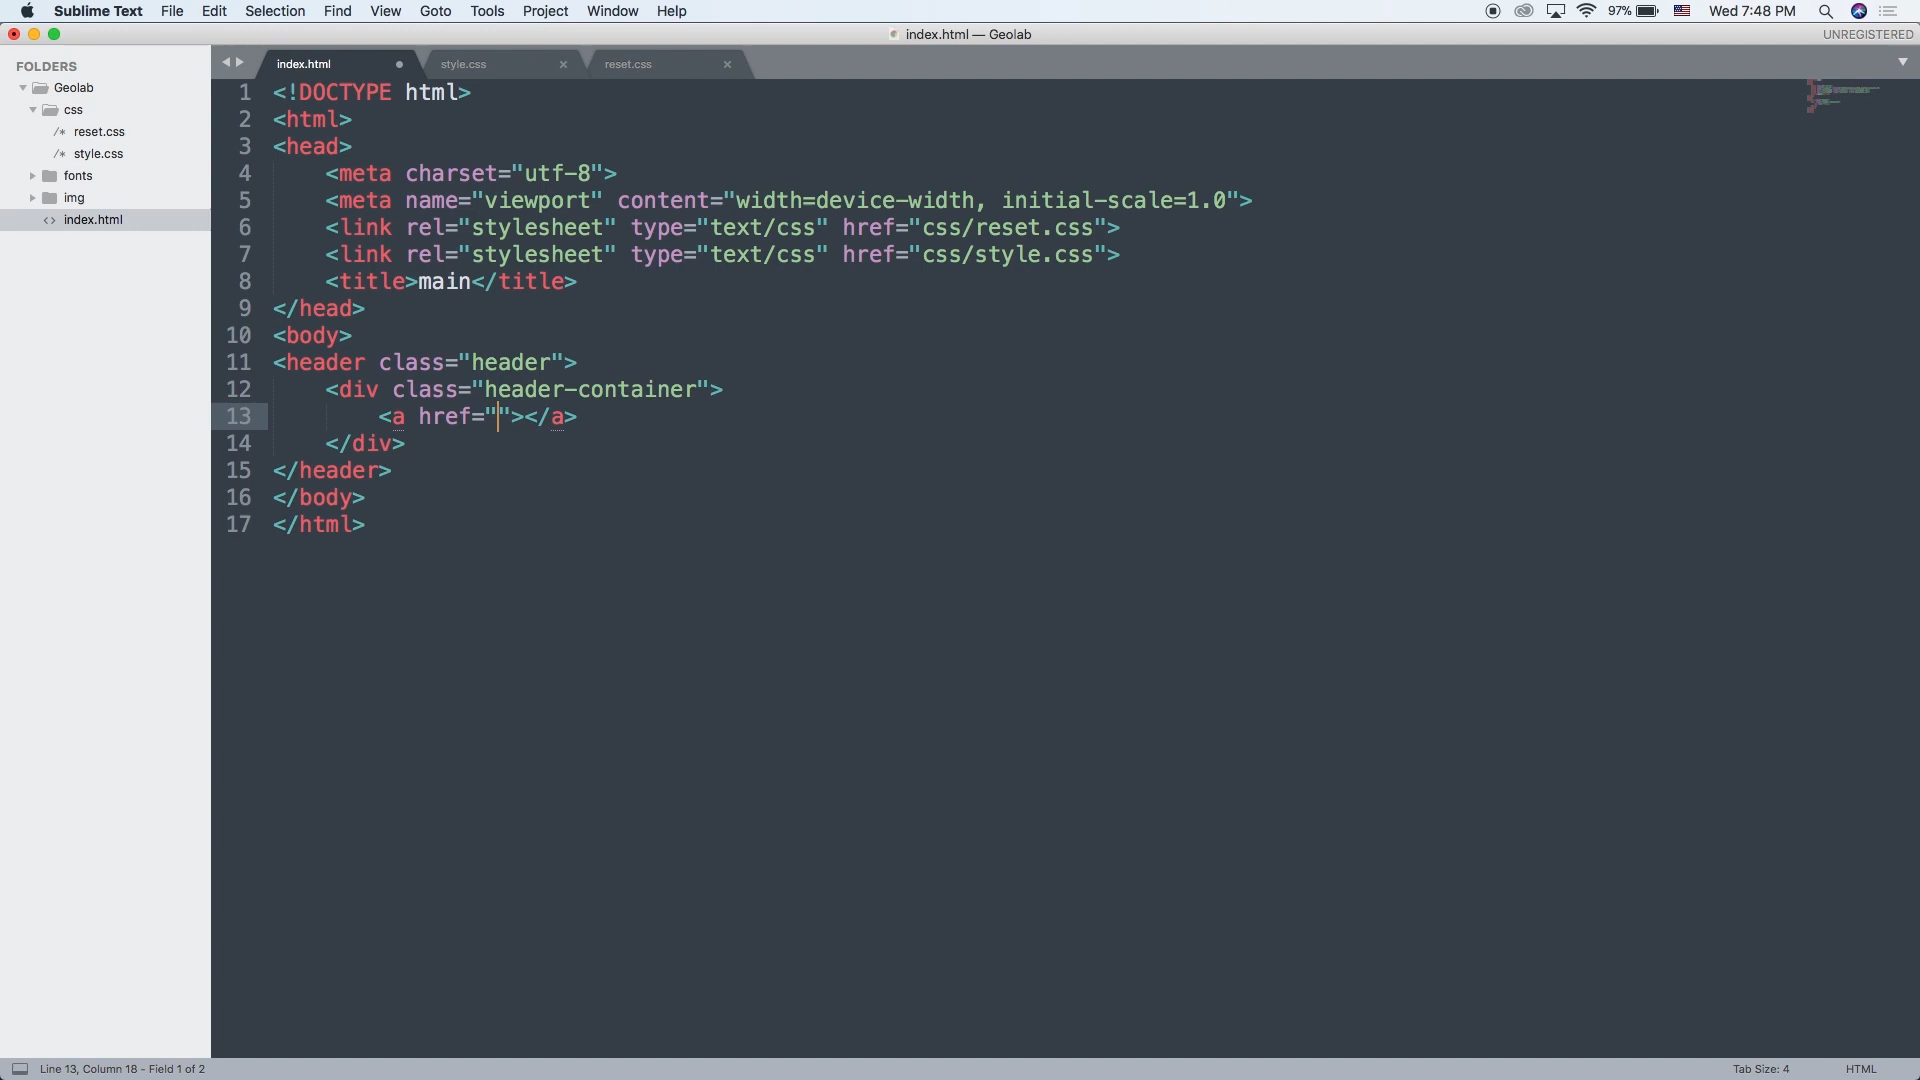 Sublime Text File Edit Selection Find View Goto Tools Project Window Help 97% Wed 7:48 PM
index.html — Geolab UNREGISTERED
FOLDERS
Geolab
css
/* reset.css
/* style.css
fonts
img
<> index.html
index.html style.css reset.css
1 <!DOCTYPE html>
2 <html>
3 <head>
4 <meta charset="utf-8">
5 <meta name="viewport" content="width=device-width, initial-scale=1.0">
6 <link rel="stylesheet" type="text/css" href="css/reset.css">
7 <link rel="stylesheet" type="text/css" href="css/style.css">
8 <title>main</title>
9 </head>
10 <body>
11 <header class="header">
12 <div class="header-container">
13 <a href=""></a>
14 </div>
15 </header>
16 </body>
17 </html>
Line 13, Column 18 - Field 1 of 2 Tab Size: 4 HTML